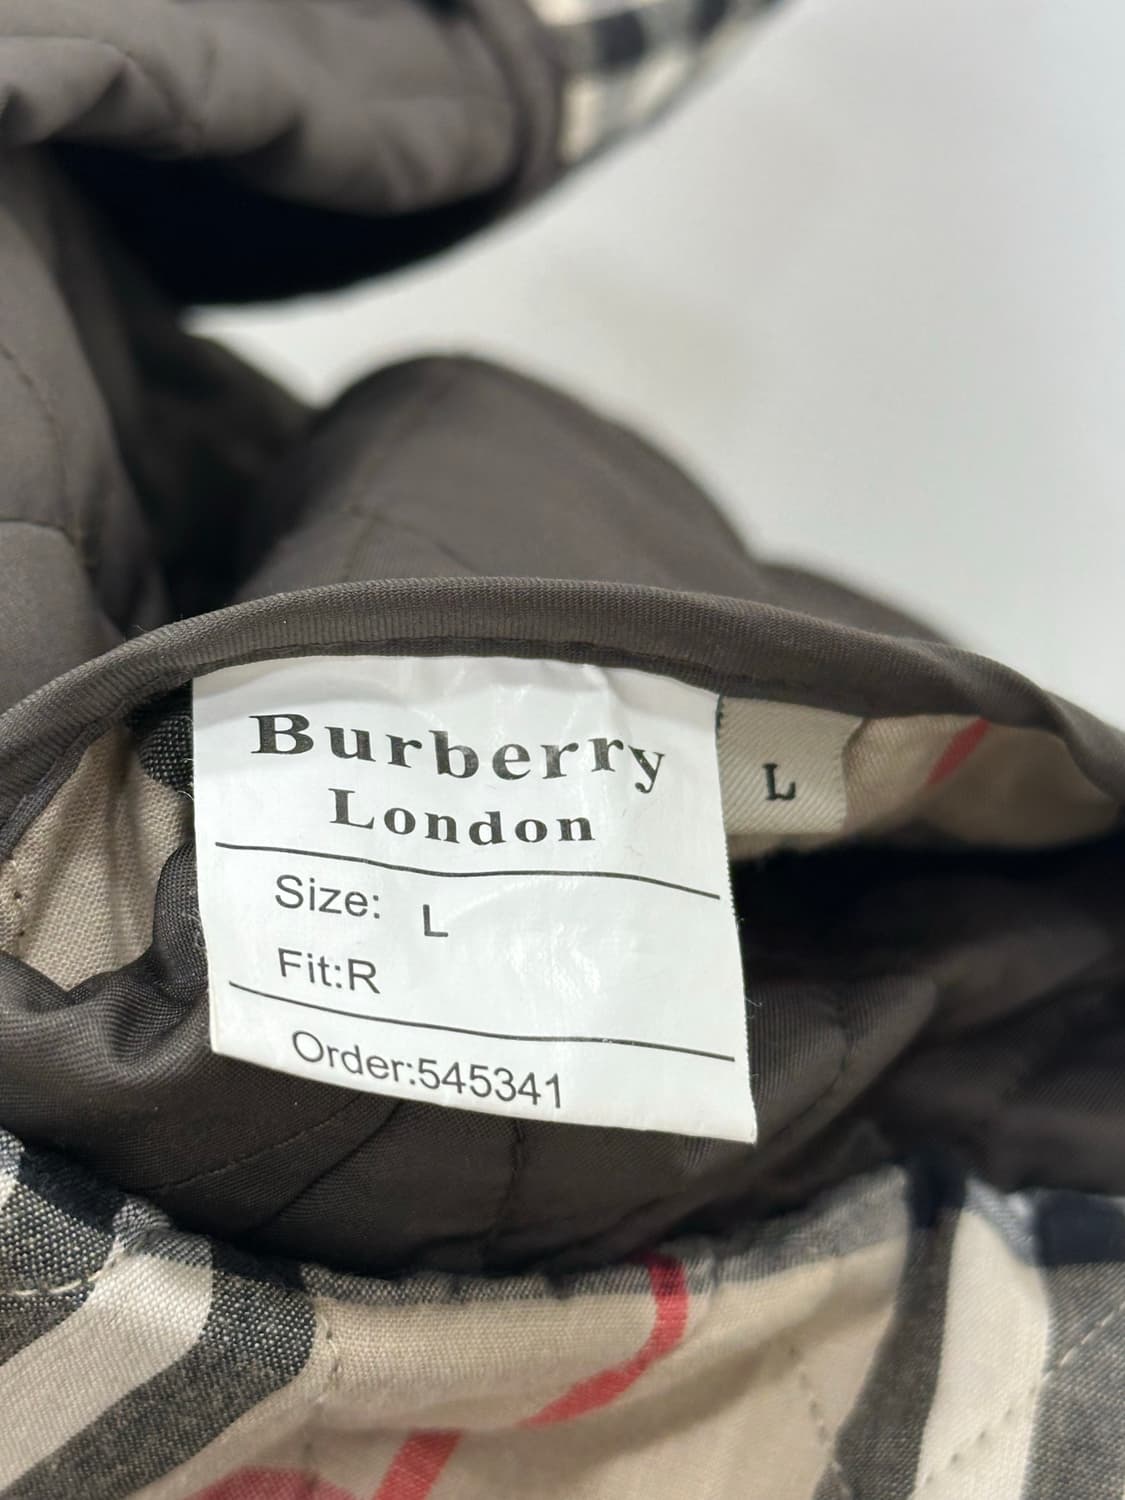 Burberry
London
Size: L
Fit:R
Order:545341
L